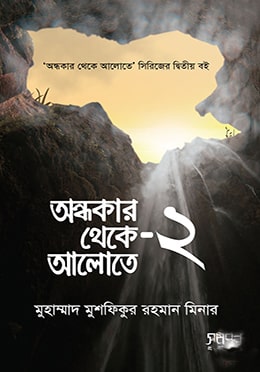 'অন্ধকার থেকে আলোতে' সিরিজের দ্বিতীয় বই
অন্ধকার
থেকে -২
আলোতে
মুহাম্মাদ মুশফিকুর রহমান মিনার